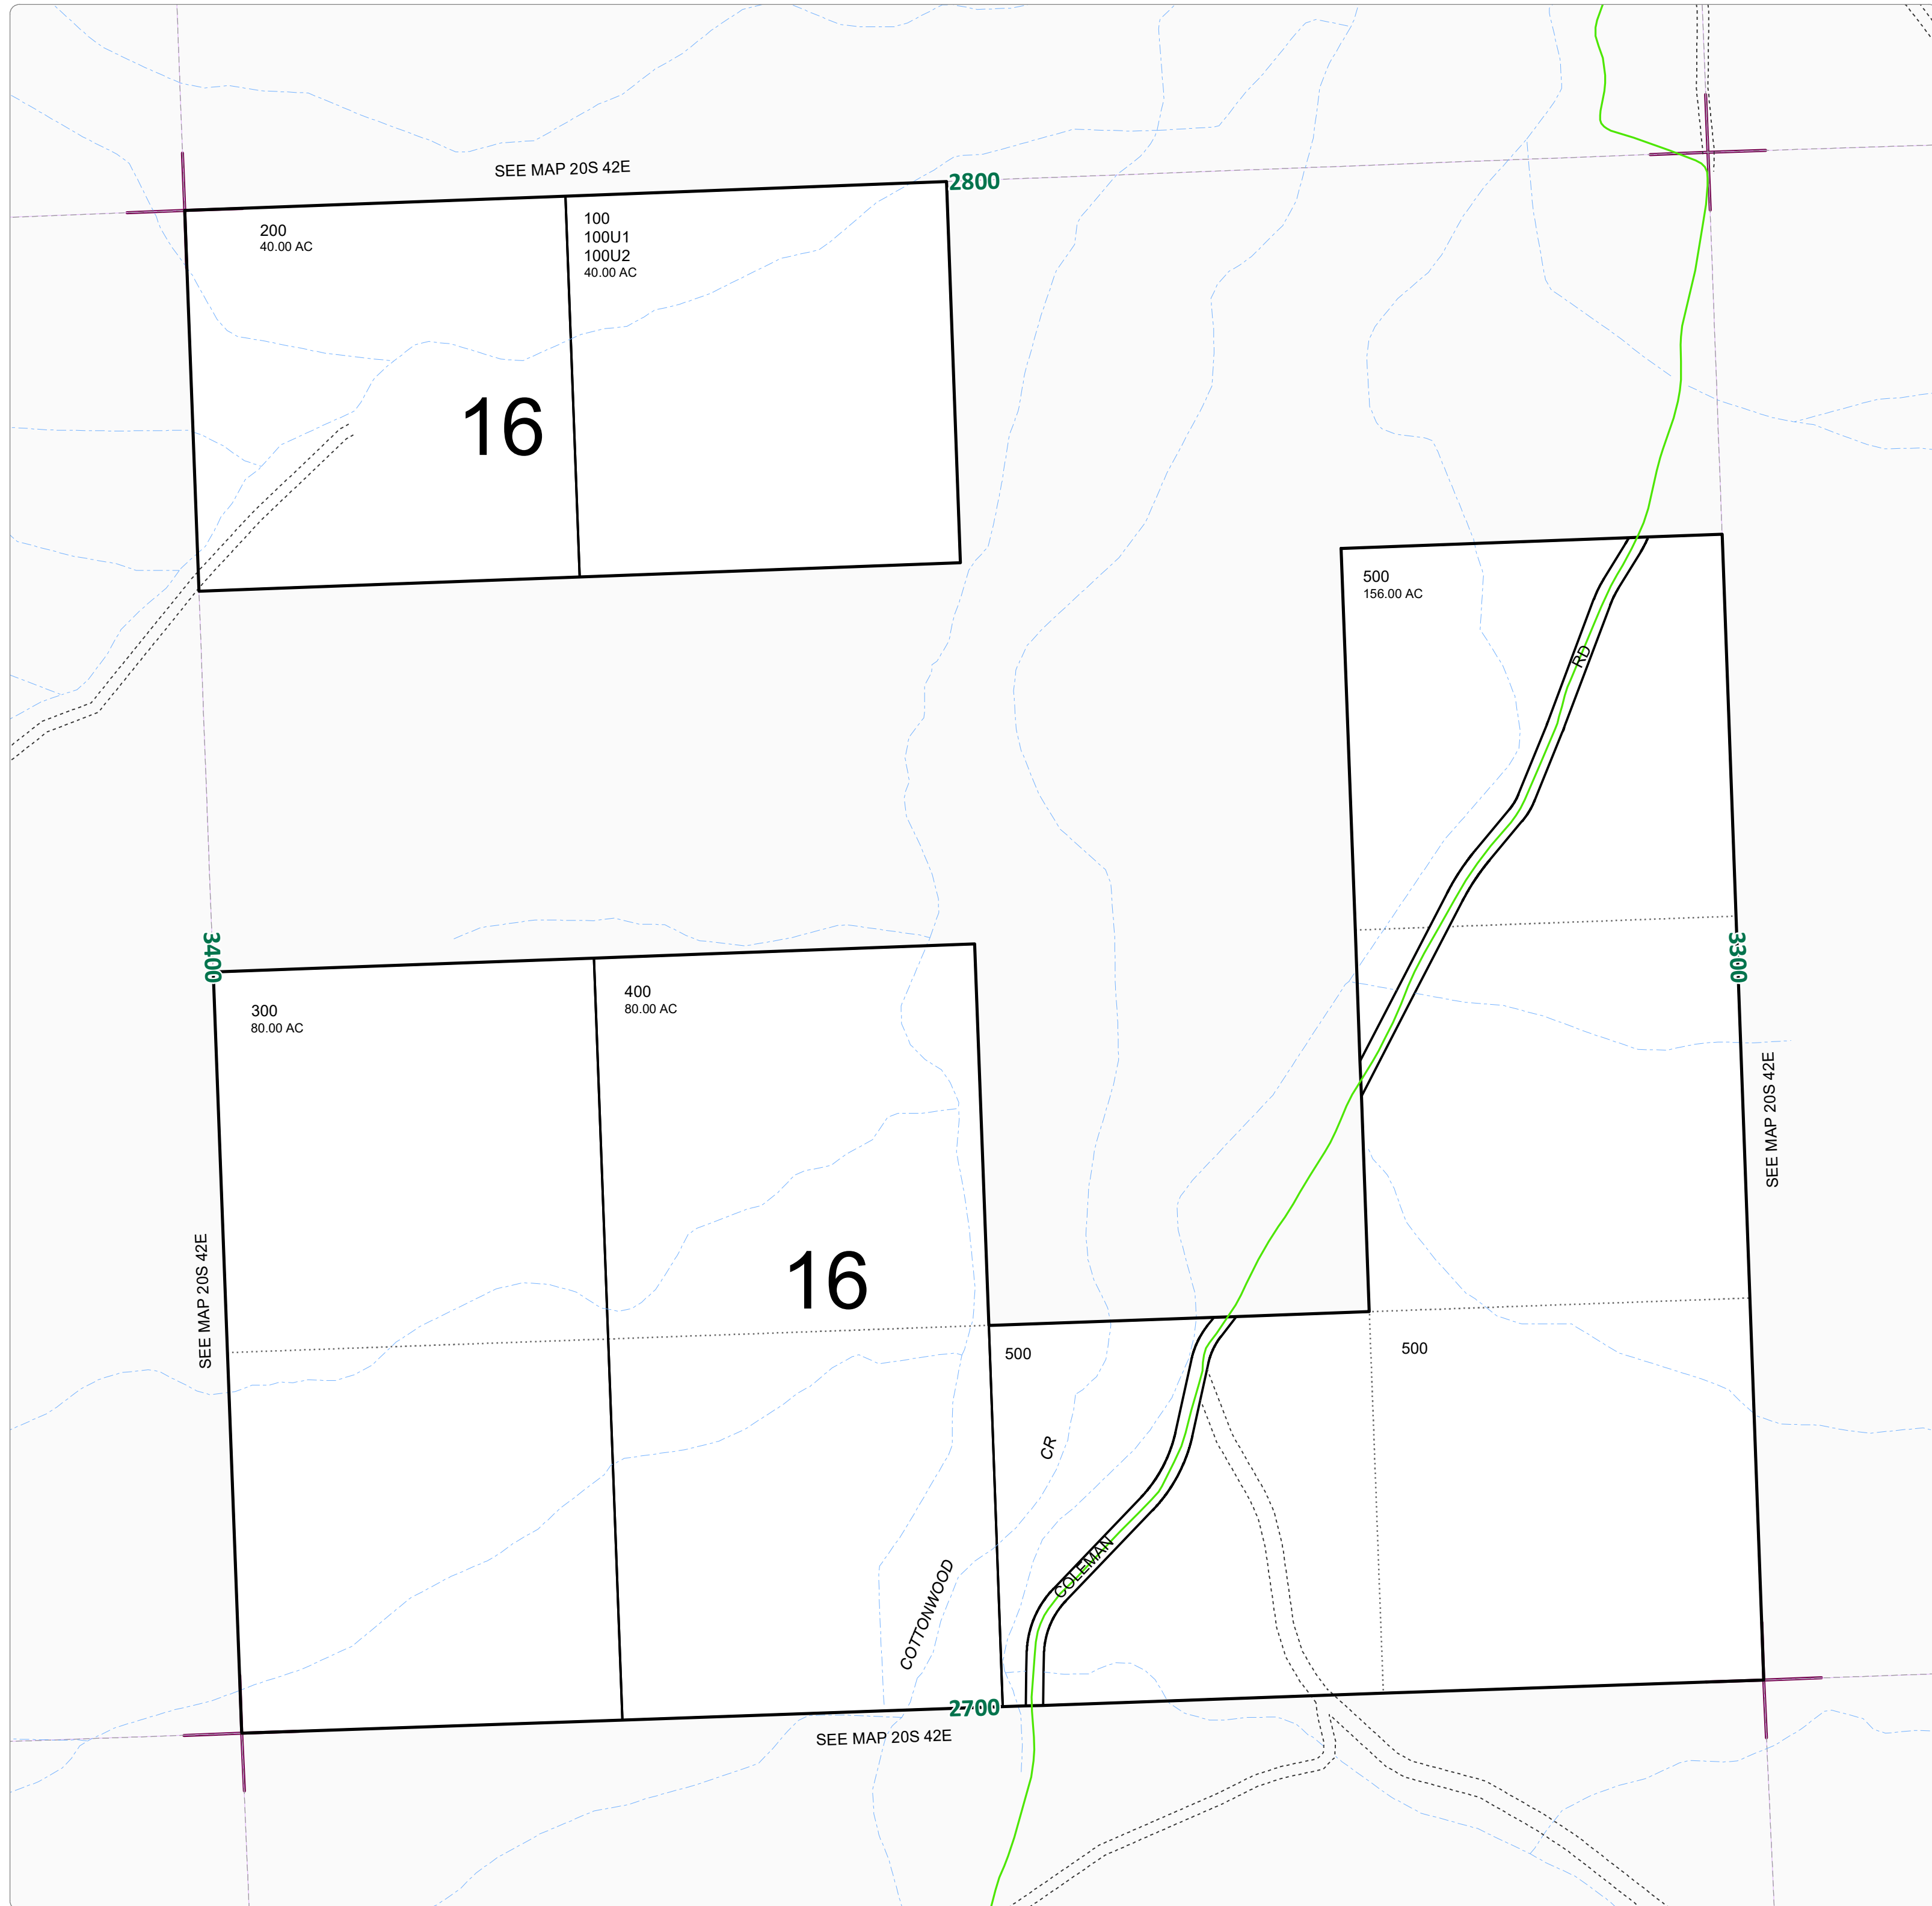 SEE MAP 20S 42E
2800
200
40.00 AC
100
100U1
100U2
40.00 AC
16
500
156.00 AC
RD
3400
3300
300
80.00 AC
400
80.00 AC
SEE MAP 20S 42E
SEE MAP 20S 42E
16
500
500
CR
COLEMAN
COTTONWOOD
2700
SEE MAP 20S 42E